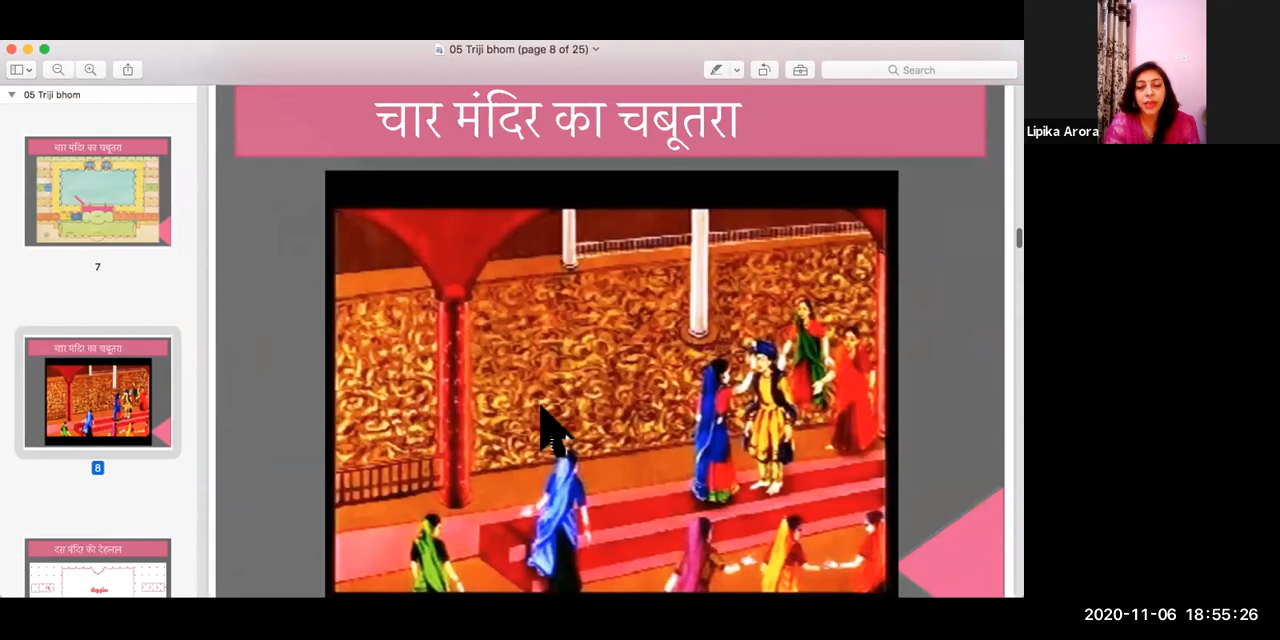 05 Triji bhom (page 8 of 25)
Search
05 Triji bhom
चार मंदिर का चबूतरा
7
चार मंदिर का चबूतरा
8
दस मंदिर की देहलान
चार मंदिर का चबूतरा
Lipika Arora
2020-11-06 18:55:26